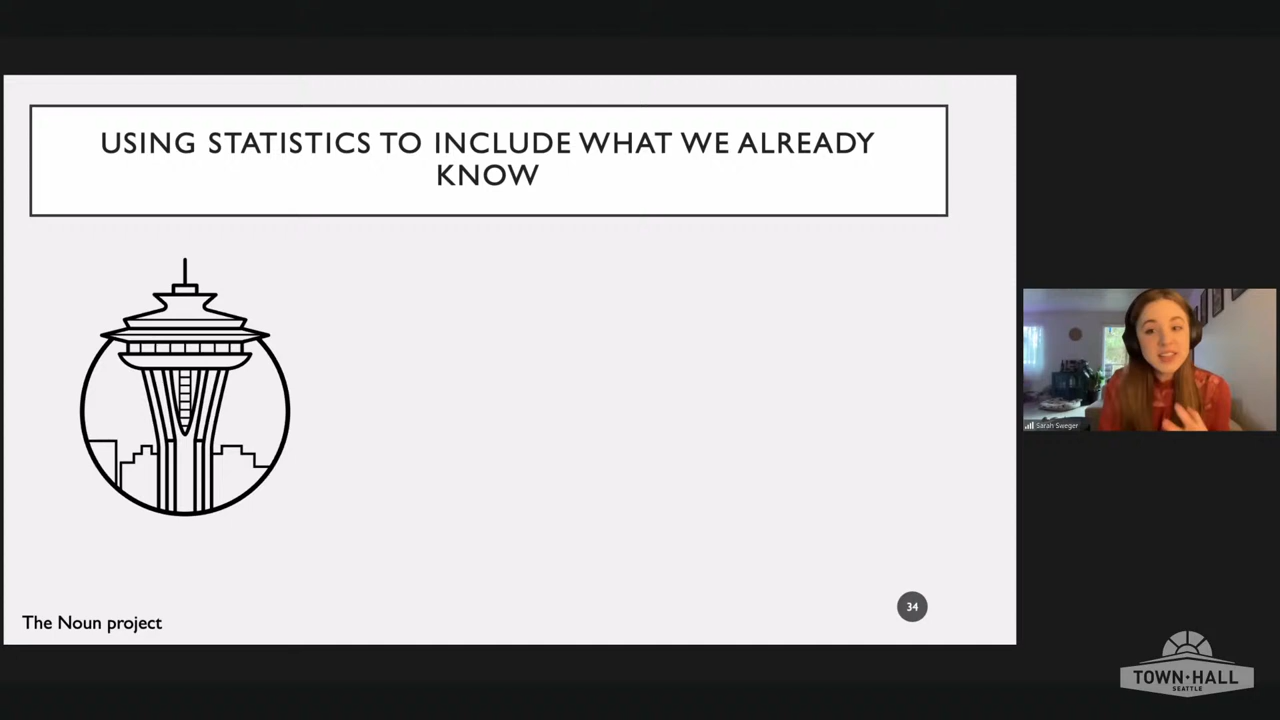 USING STATISTICS TO INCLUDE WHAT WE ALREADY
KNOW
Sarah Sweger
The Noun project
34
TOWN·HALL
SEATTLE